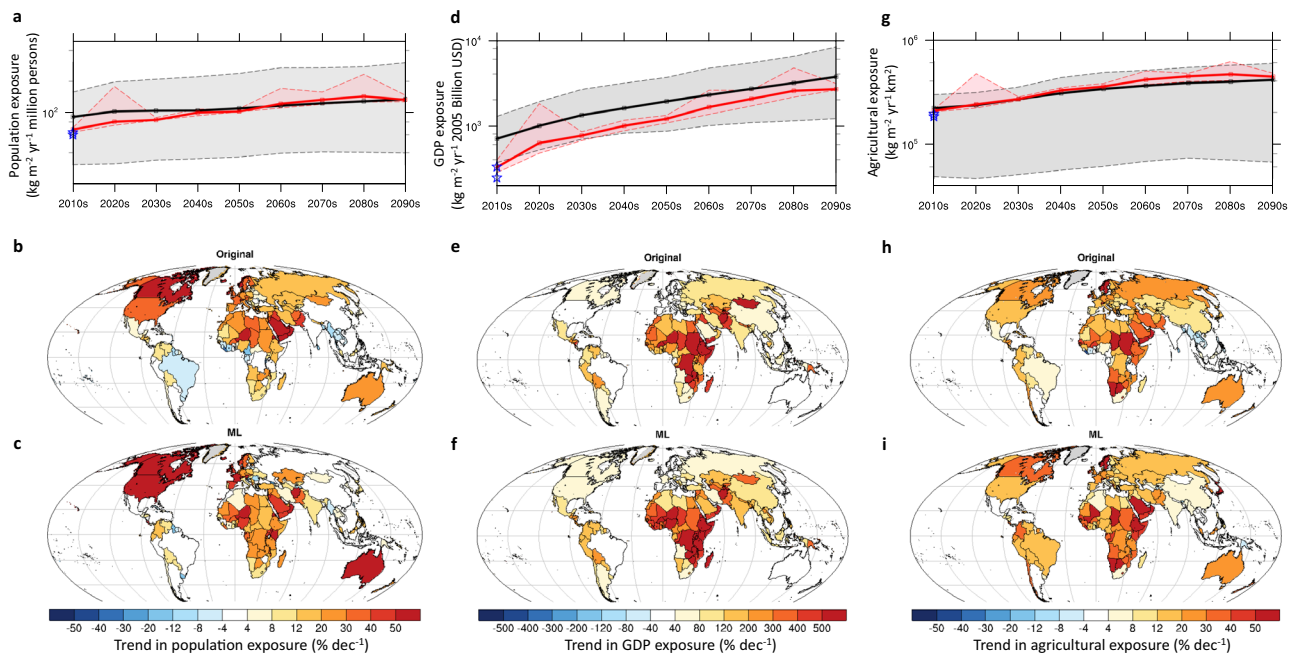 a
Population exposure
(kg m⁻² yr⁻¹ million persons)
10²
2010s 2020s 2030s 2040s 2050s 2060s 2070s 2080s 2090s
b
Original
c
ML
-50 -40 -30 -20 -12 -8 -4 4 8 12 20 30 40 50
Trend in population exposure (% dec⁻¹)
d
GDP exposure
(kg m⁻² yr⁻¹ 2005 Billion USD)
10⁴
10³
2010s 2020s 2030s 2040s 2050s 2060s 2070s 2080s 2090s
e
Original
f
ML
-500 -400 -300 -200 -120 -80 -40 4 40 80 120 200 300 400 500
Trend in GDP exposure (% dec⁻¹)
g
Agricultural exposure
(kg m⁻² yr⁻¹ km²)
10⁶
10⁵
2010s 2020s 2030s 2040s 2050s 2060s 2070s 2080s 2090s
h
Original
i
ML
-50 -40 -30 -20 -12 -8 -4 4 8 12 20 30 40 50
Trend in agricultural exposure (% dec⁻¹)